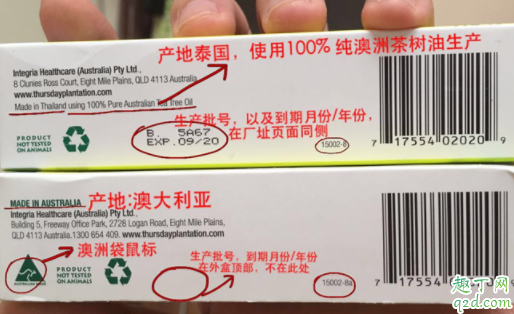 产地泰国，使用100% 纯澳洲茶树油生产
Integria Healthcare (Australia) Pty Ltd.,
8 Clunies Ross Court, Eight Mile Plains, QLD 4113 Australia
www.thursdayplantation.com
Made in Thailand using 100% Pure Australian Tea Tree Oil
生产批号，以及到期月份/年份，
在厂址页面同侧
PRODUCT
NOT TESTED
ON ANIMALS
B. 5A67
EXP. 09/20
15002-8
7 17554 02020 9
MADE IN AUSTRALIA
产地:澳大利亚
Integria Healthcare (Australia) Pty Ltd.,
Building 5, Freeway Office Park, 2728 Logan Road, Eight Mile Plains,
QLD 4113 Australia.1300 654 409. www.thursdayplantation.com
澳洲袋鼠标
生产批号，到期月份/年份
在外盒顶部，不在此处
PRODUCT
NOT TESTED
ON ANIMALS
15002-8a
7 17554
趣丁网
q2d.com